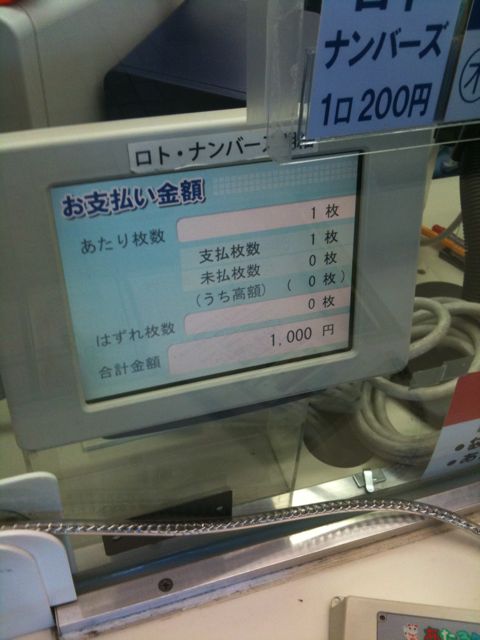 ロト
ナンバーズ
1口200円
ロト・ナンバーズ
お支払い金額
あたり枚数 1 枚
支払枚数 1 枚
未払枚数 0 枚
(うち高額) ( 0 枚)
はずれ枚数 0 枚
合計金額 1,000 円